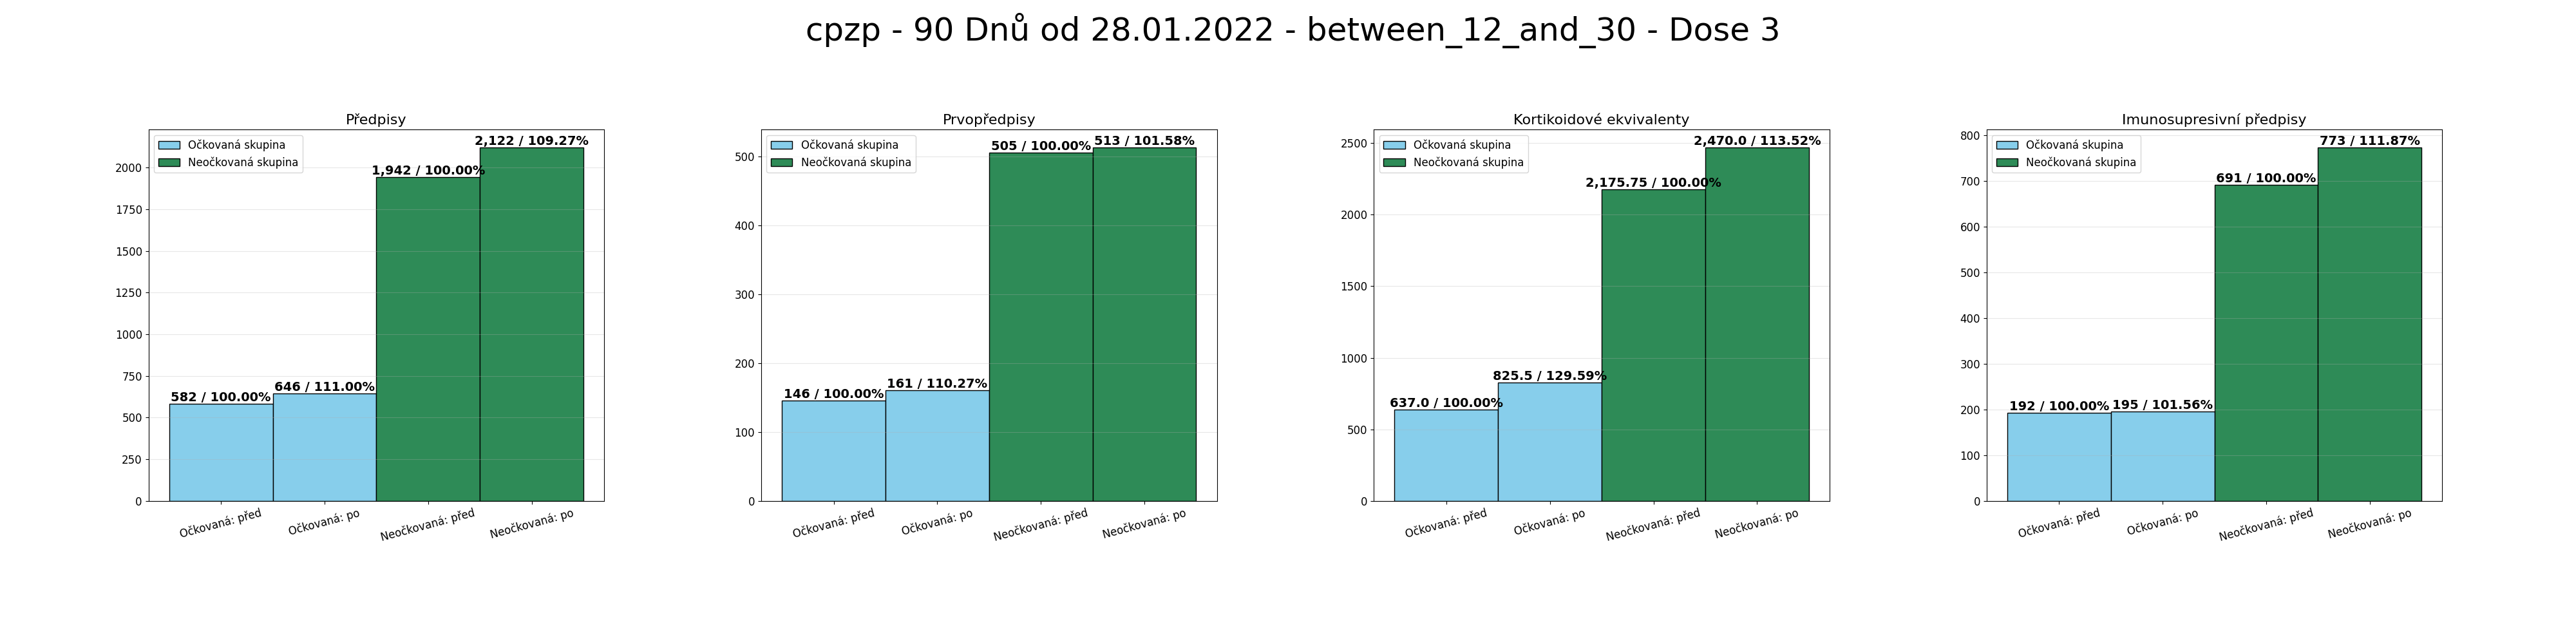 cpzp - 90 Dnů od 28.01.2022 - between_12_and_30 - Dose 3
Předpisy
Očkovaná skupina
Neočkovaná skupina
2,122 / 109.27%
1,942 / 100.00%
646 / 111.00%
582 / 100.00%
2000
1750
1500
1250
1000
750
500
250
0
Očkovaná: před
Očkovaná: po
Neočkovaná: před
Neočkovaná: po
Prvopředpisy
Očkovaná skupina
Neočkovaná skupina
505 / 100.00%
513 / 101.58%
146 / 100.00%
161 / 110.27%
500
400
300
200
100
0
Očkovaná: před
Očkovaná: po
Neočkovaná: před
Neočkovaná: po
Kortikoidové ekvivalenty
Očkovaná skupina
Neočkovaná skupina
2,470.0 / 113.52%
2,175.75 / 100.00%
825.5 / 129.59%
637.0 / 100.00%
2500
2000
1500
1000
500
0
Očkovaná: před
Očkovaná: po
Neočkovaná: před
Neočkovaná: po
Imunosupresivní předpisy
Očkovaná skupina
Neočkovaná skupina
773 / 111.87%
691 / 100.00%
192 / 100.00%
195 / 101.56%
800
700
600
500
400
300
200
100
0
Očkovaná: před
Očkovaná: po
Neočkovaná: před
Neočkovaná: po